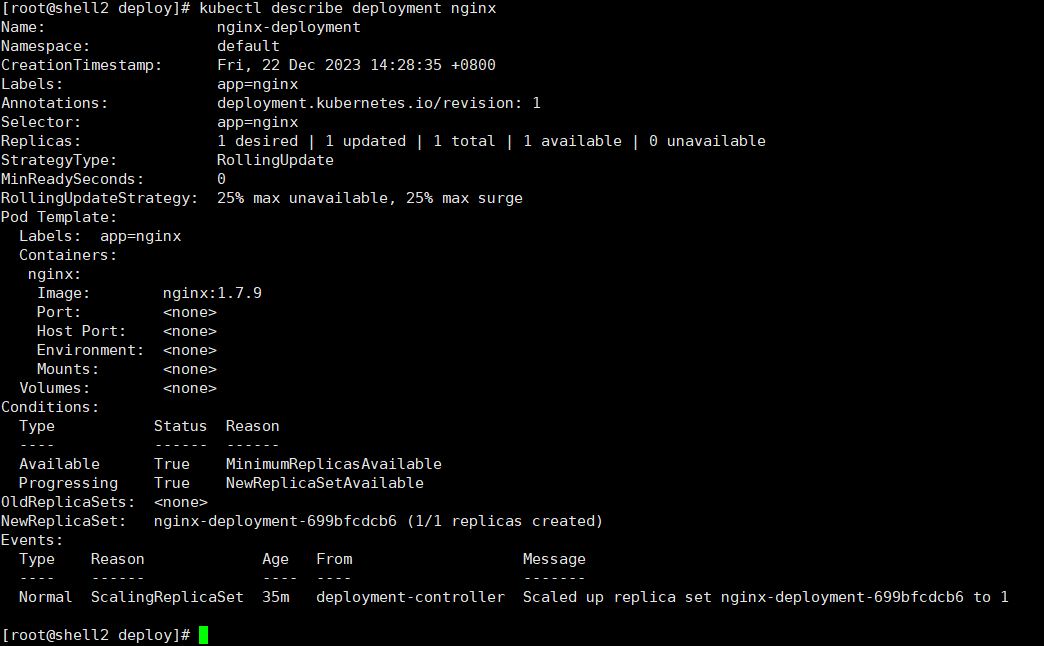 [root@shell2 deploy]# kubectl describe deployment nginx
Name:                   nginx-deployment
Namespace:              default
CreationTimestamp:      Fri, 22 Dec 2023 14:28:35 +0800
Labels:                 app=nginx
Annotations:            deployment.kubernetes.io/revision: 1
Selector:               app=nginx
Replicas:               1 desired | 1 updated | 1 total | 1 available | 0 unavailable
StrategyType:           RollingUpdate
MinReadySeconds:        0
RollingUpdateStrategy:  25% max unavailable, 25% max surge
Pod Template:
  Labels:  app=nginx
  Containers:
   nginx:
    Image:        nginx:1.7.9
    Port:         <none>
    Host Port:    <none>
    Environment:  <none>
    Mounts:       <none>
  Volumes:        <none>
Conditions:
  Type           Status  Reason
  ----           ------  ------
  Available      True    MinimumReplicasAvailable
  Progressing    True    NewReplicaSetAvailable
OldReplicaSets:  <none>
NewReplicaSet:   nginx-deployment-699bfcdcb6 (1/1 replicas created)
Events:
  Type    Reason             Age   From                   Message
  ----    ------             ----  ----                   -------
  Normal  ScalingReplicaSet  35m   deployment-controller  Scaled up replica set nginx-deployment-699bfcdcb6 to 1
[root@shell2 deploy]#